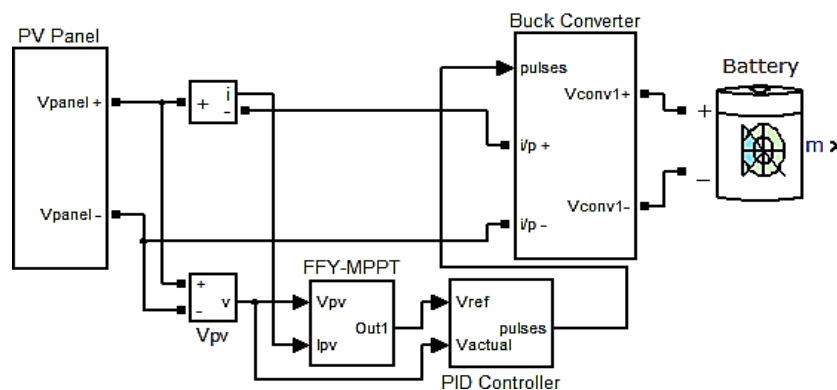 Buck Converter
PV Panel
Battery
pulses
Vpanel +
+
i
-
Vconv1+
+
i/p +
m
Vpanel -
Vconv1-
-
i/p -
FFY-MPPT
+
-
v
Vpv
Vpv
Ipv
Out1
Vref
Vactual
pulses
PID Controller